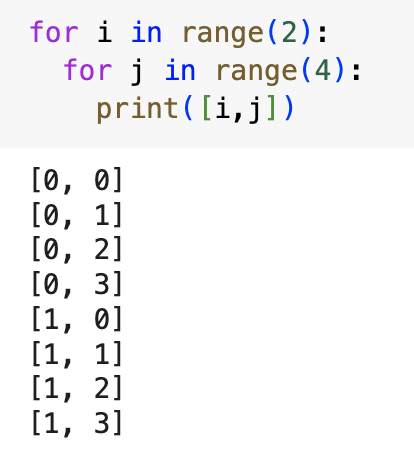 for i in range(2):
  for j in range(4):
    print([i,j])
[0, 0]
[0, 1]
[0, 2]
[0, 3]
[1, 0]
[1, 1]
[1, 2]
[1, 3]